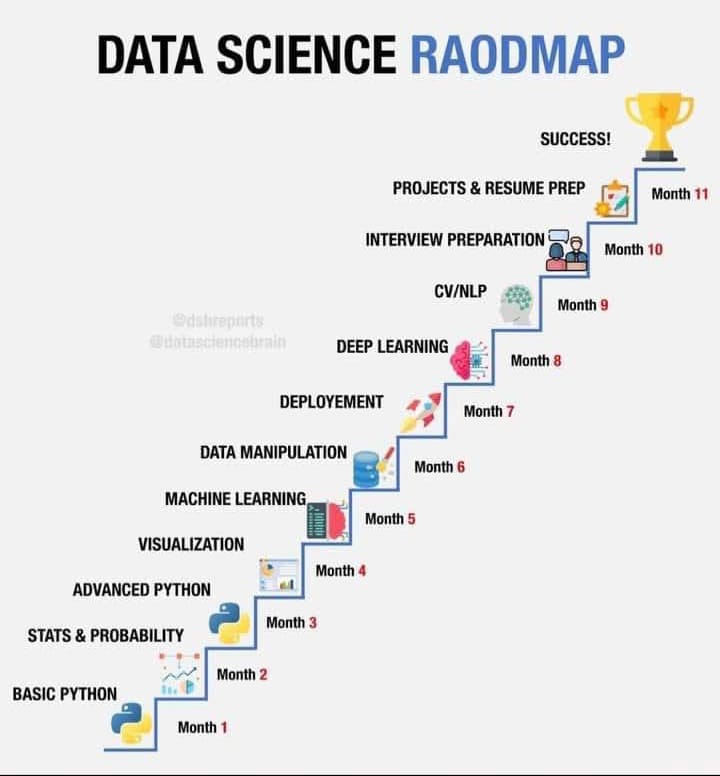 DATA SCIENCE RAODMAP
SUCCESS!
PROJECTS & RESUME PREP
Month 11
INTERVIEW PREPARATION
Month 10
CV/NLP
Month 9
@dshreports
@datasciencebrain
DEEP LEARNING
Month 8
DEPLOYEMENT
Month 7
DATA MANIPULATION
Month 6
MACHINE LEARNING
Month 5
VISUALIZATION
Month 4
ADVANCED PYTHON
Month 3
STATS & PROBABILITY
Month 2
BASIC PYTHON
Month 1